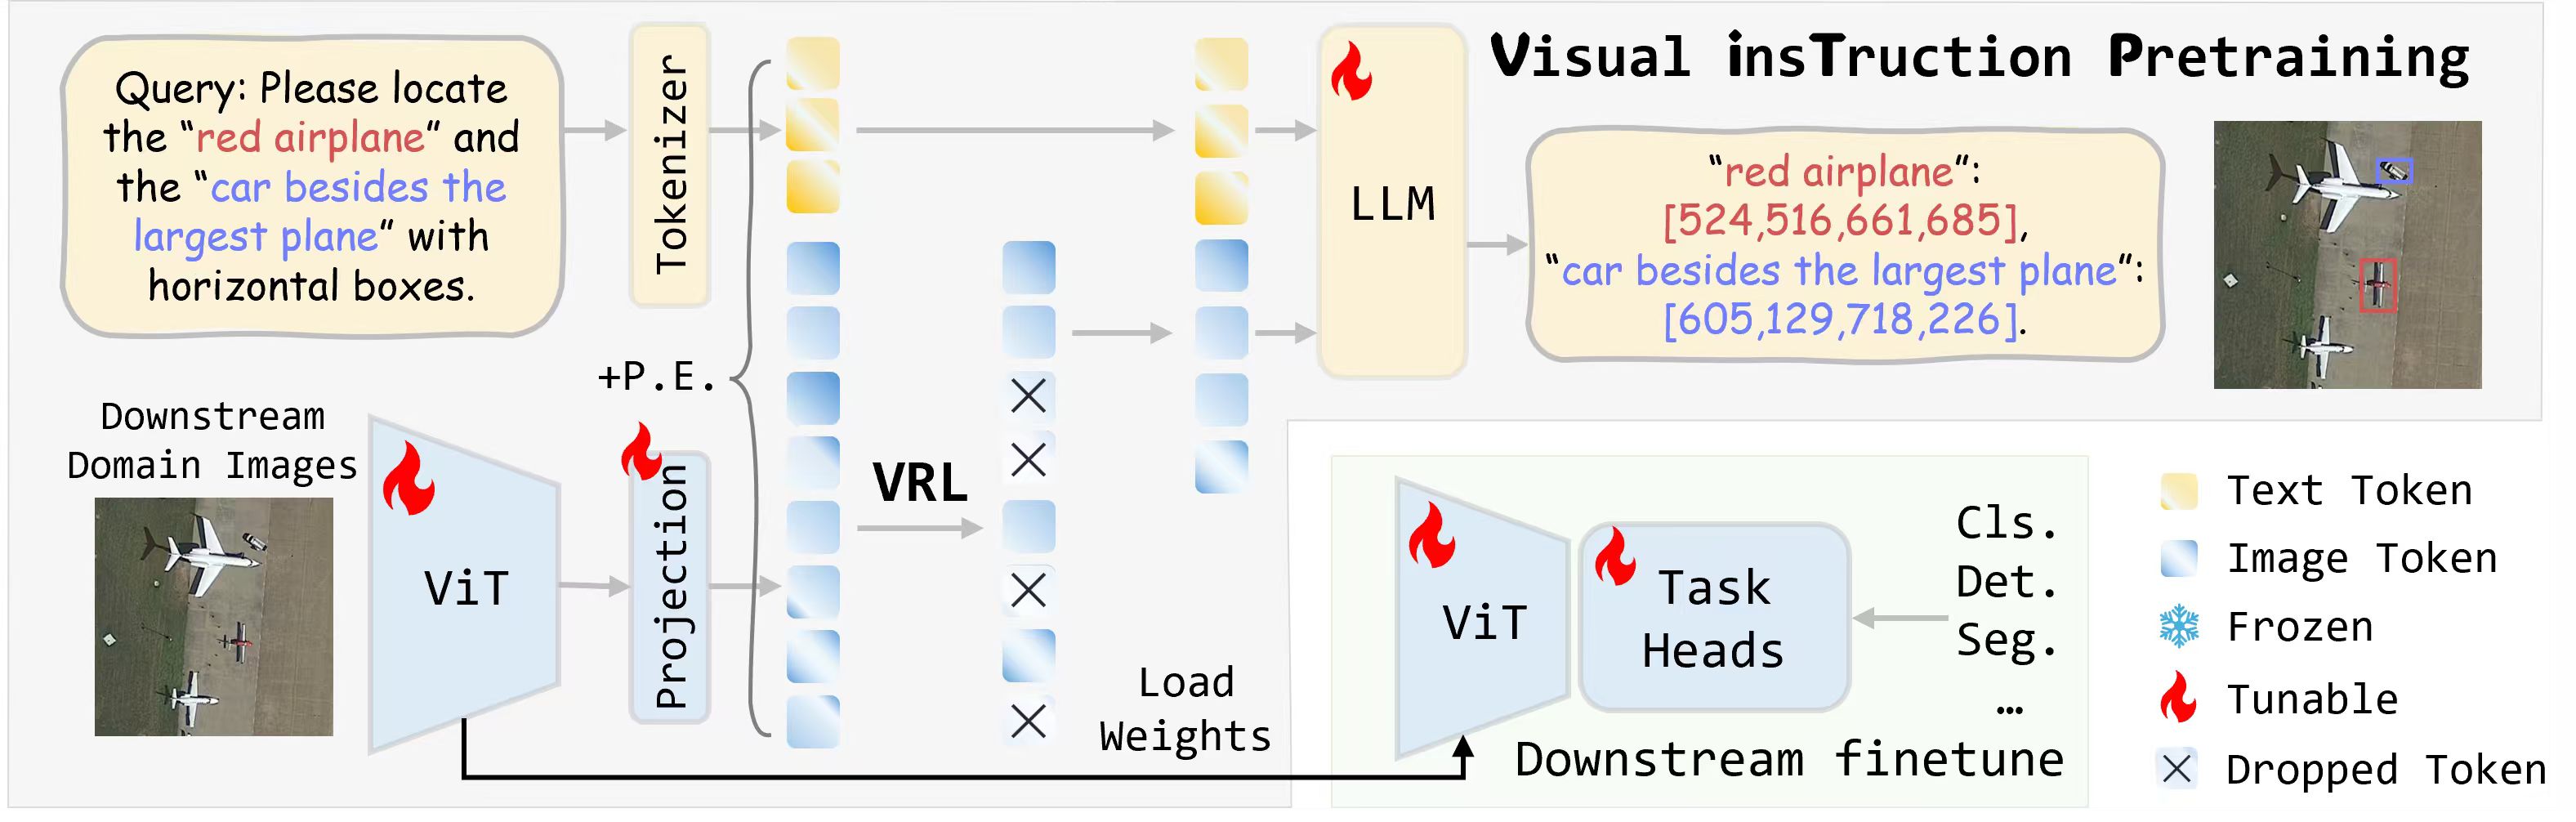 Visual insTruction Pretraining
Query: Please locate
the “red airplane” and
the “car besides the
largest plane” with
horizontal boxes.
Tokenizer
+P.E.
Downstream
Domain Images
ViT
Projection
VRL
LLM
“red airplane”:
[524,516,661,685],
“car besides the largest plane”:
[605,129,718,226].
Load
Weights
ViT
Task
Heads
Cls.
Det.
Seg.
…
Downstream finetune
Text Token
Image Token
Frozen
Tunable
Dropped Token